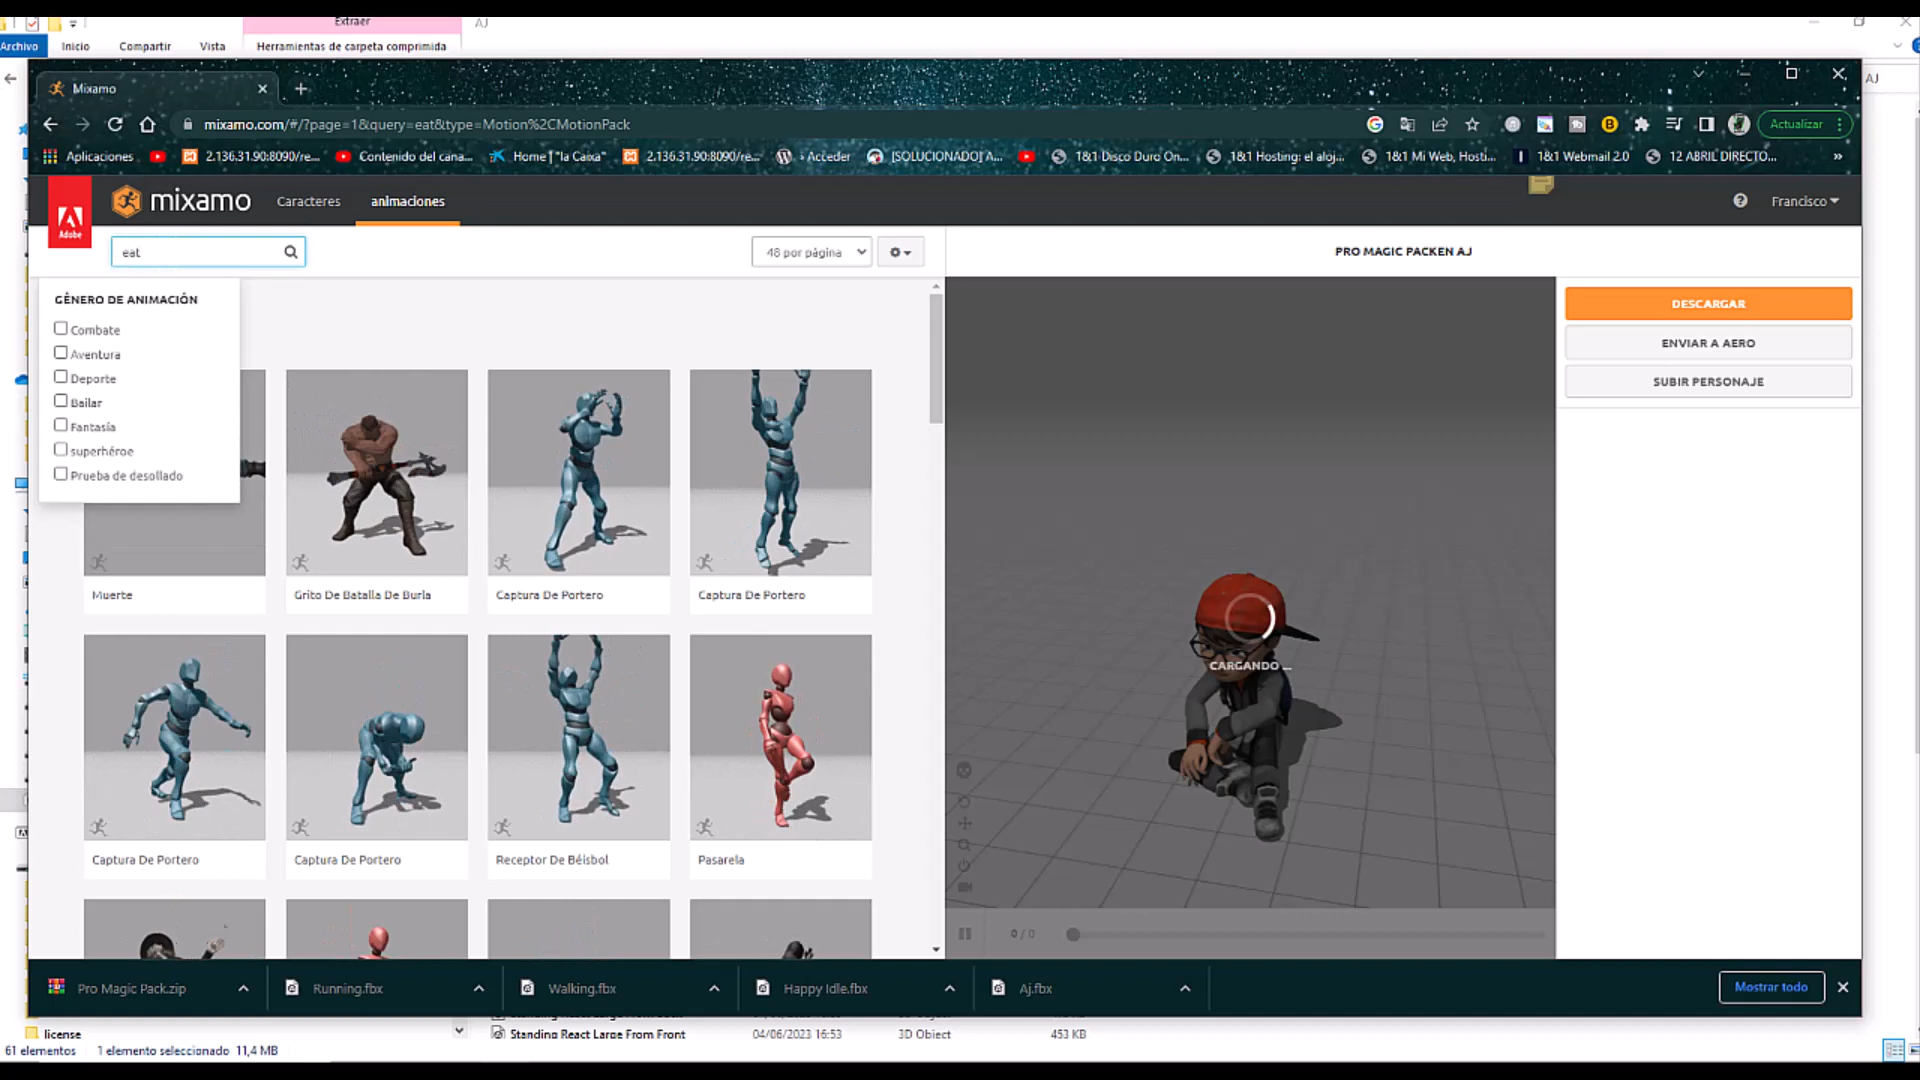 Extraer
AJ
Archivo
Inicio
Compartir
Vista
Herramientas de carpeta comprimida
Mixamo
AJ
mixamo.com/#/?page=1&query=eat&type=Motion%2CMotionPack
Actualizar
Aplicaciones
2.136.31.90:8090/re...
Contenido del cana...
Home | "la Caixa"
2.136.31.90:8090/re...
‹ Acceder
[SOLUCIONADO] A...
1&1 Disco Duro On...
1&1 Hosting: el aloj...
1&1 Mi Web, Hosti...
1&1 Webmail 2.0
12 ABRIL DIRECTO...
»
Adobe
mixamo
Caracteres
animaciones
Francisco
eat
48 por página
PRO MAGIC PACKEN AJ
GÉNERO DE ANIMACIÓN
Combate
Aventura
Deporte
Bailar
Fantasía
superhéroe
Prueba de desollado
DESCARGAR
ENVIAR A AERO
SUBIR PERSONAJE
Muerte
Grito De Batalla De Burla
Captura De Portero
Captura De Portero
CARGANDO ...
Captura De Portero
Captura De Portero
Receptor De Béisbol
Pasarela
0 / 0
Pro Magic Pack.zip
Running.fbx
Walking.fbx
Happy Idle.fbx
Aj.fbx
Mostrar todo
license
Standing React Large From Front
04/06/2023 16:53
3D Object
453 KB
61 elementos
1 elemento seleccionado 11,4 MB